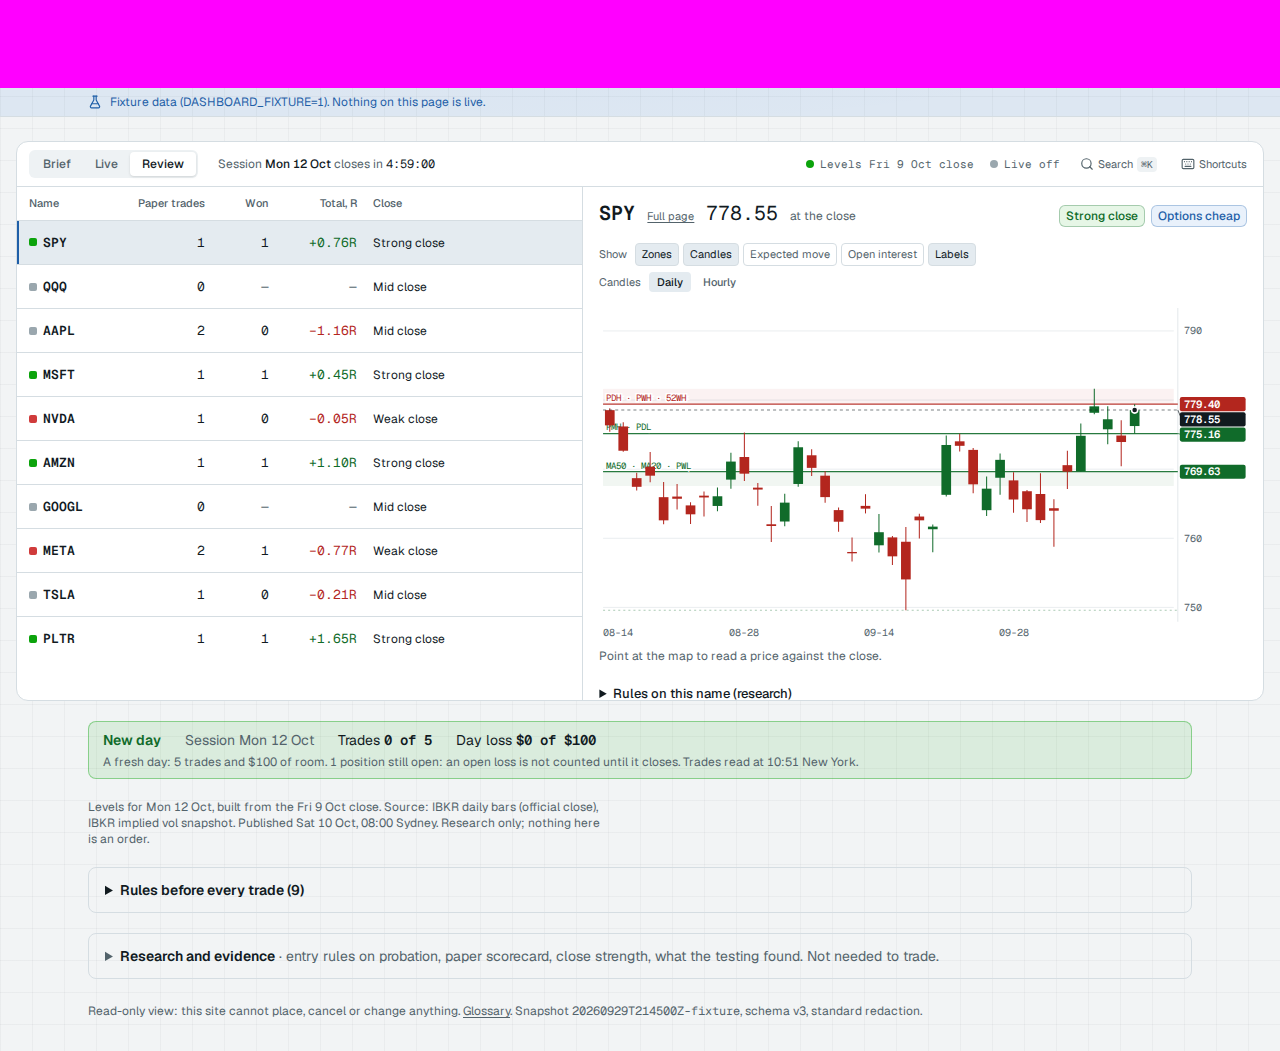 Fixture data (DASHBOARD_FIXTURE=1). Nothing on this page is live.
Brief Live Review Session Mon 12 Oct closes in 4:59:00 Levels Fri 9 Oct close Live off Search ⌘K Shortcuts
Name Paper trades Won Total, R Close
SPY 1 1 +0.76R Strong close
QQQ 0 — — Mid close
AAPL 2 0 −1.16R Mid close
MSFT 1 1 +0.45R Strong close
NVDA 1 0 −0.05R Weak close
AMZN 1 1 +1.10R Strong close
GOOGL 0 — — Mid close
META 2 1 −0.77R Weak close
TSLA 1 0 −0.21R Mid close
PLTR 1 1 +1.65R Strong close
SPY Full page 778.55 at the close Strong close Options cheap
Show Zones Candles Expected move Open interest Labels
Candles Daily Hourly
790
PDH · PWH · 52WH
779.40
778.55
PDL
775.16
MA50 · MA20 · PWL
769.63
760
750
08-14 08-28 09-14 09-28
Point at the map to read a price against the close.
Rules on this name (research)
New day Session Mon 12 Oct Trades 0 of 5 Day loss $0 of $100
A fresh day: 5 trades and $100 of room. 1 position still open: an open loss is not counted until it closes. Trades read at 10:51 New York.
Levels for Mon 12 Oct, built from the Fri 9 Oct close. Source: IBKR daily bars (official close),
IBKR implied vol snapshot. Published Sat 10 Oct, 08:00 Sydney. Research only; nothing here
is an order.
Rules before every trade (9)
Research and evidence · entry rules on probation, paper scorecard, close strength, what the testing found. Not needed to trade.
Read-only view: this site cannot place, cancel or change anything. Glossary. Snapshot 20260929T214500Z-fixture, schema v3, standard redaction.